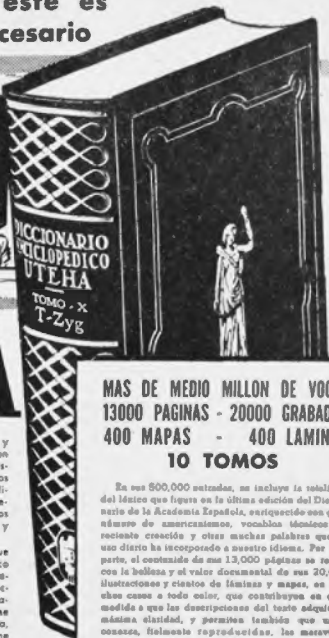 este es
cesario
DICCIONARIO
ENCICLOPEDICO
UTEHA
TOMO - X
T-Zyg
MAS DE MEDIO MILLON DE VOC
13000 PAGINAS - 20000 GRABAD
400 MAPAS - 400 LAMIN
10 TOMOS
En sus 500,000 entradas, se incluye la totali
del léxico que figura en la última edición del Dic
nario de la Academia Española, enriquecido con
número de americanismos, vocablos técnicos
reciente creación y otras muchas palabras que
uso diario ha incorporado a nuestro idioma. Por
parte, el contenido de sus 13,000 páginas se re
con la belleza y el valor documental de sus 20,
ilustraciones y cientos de láminas y mapas, en
chos casos a todo color, que contribuyen en
medida a que las descripciones del texto adquie
máxima claridad, y permiten también que
conozca, fielmente reproducidas, las